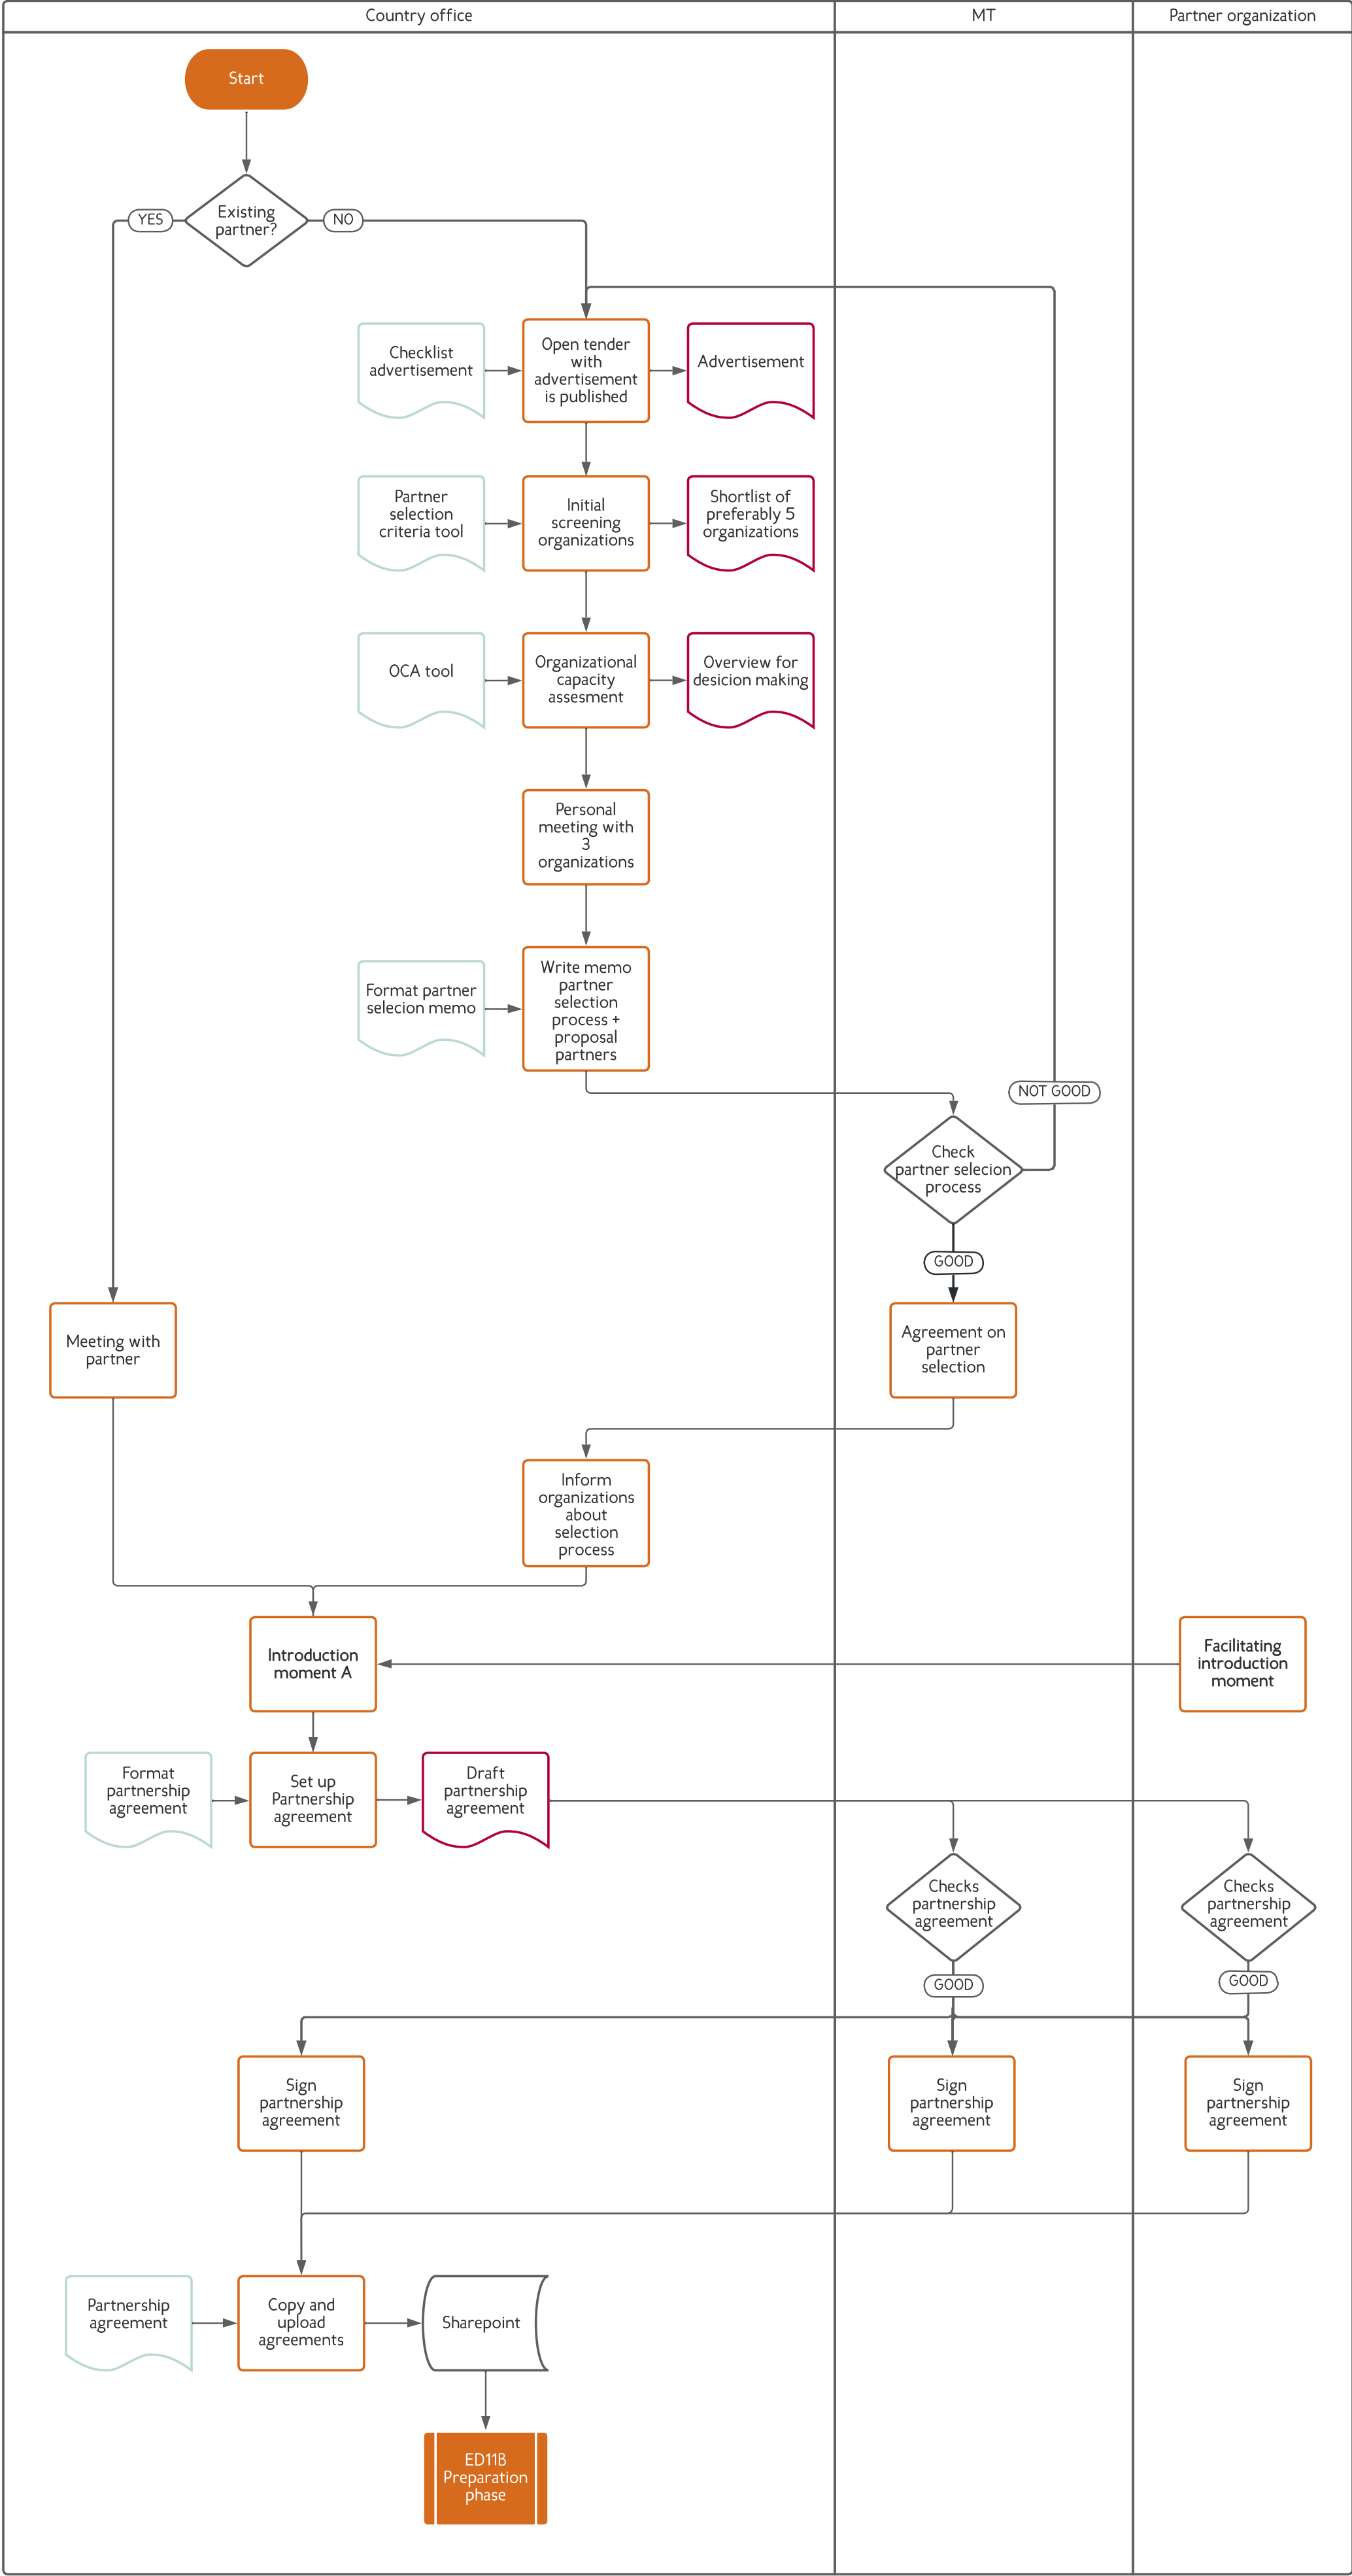 Country office
MT
Partner organization
Start
Existing
partner?
YES
NO
Checklist
advertisement
Open tender
with
advertisement
is published
Advertisement
Partner
selection
criteria tool
Initial
screening
organizations
Shortlist of
preferably 5
organizations
OCA tool
Organizational
capacity
assesment
Overview for
desicion making
Personal
meeting with
3
organizations
Format partner
selecion memo
Write memo
partner
selection
process +
proposal
partners
NOT GOOD
Check
partner selecion
process
GOOD
Meeting with
partner
Agreement on
partner
selection
Inform
organizations
about
selection
process
Introduction
moment A
Facilitating
introduction
moment
Format
partnership
agreement
Set up
Partnership
agreement
Draft
partnership
agreement
Checks
partnership
agreement
Checks
partnership
agreement
GOOD
GOOD
Sign
partnership
agreement
Sign
partnership
agreement
Sign
partnership
agreement
Partnership
agreement
Copy and
upload
agreements
Sharepoint
ED11B
Preparation
phase